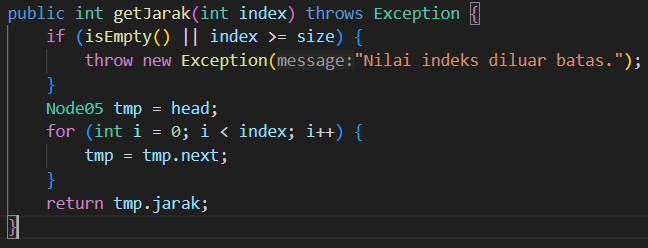 public int getJarak(int index) throws Exception {
    if (isEmpty() || index >= size) {
        throw new Exception(message:"Nilai indeks diluar batas.");
    }
    Node05 tmp = head;
    for (int i = 0; i < index; i++) {
        tmp = tmp.next;
    }
    return tmp.jarak;
}